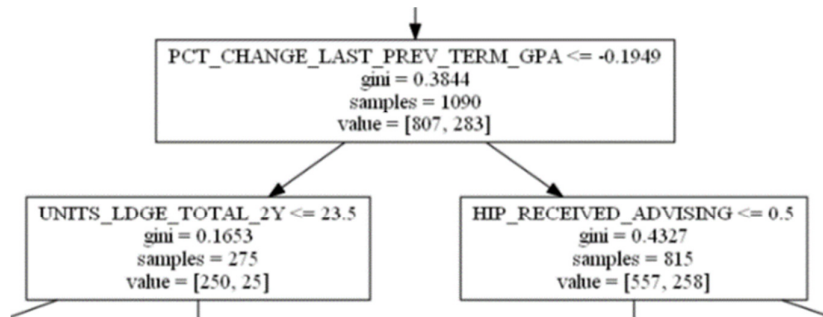 PCT_CHANGE_LAST_PREV_TERM_GPA <= -0.1949
gini = 0.3844
samples = 1090
value = [807, 283]
UNITS_LDGE_TOTAL_2Y <= 23.5
gini = 0.1653
samples = 275
value = [250, 25]
HIP_RECEIVED_ADVISING <= 0.5
gini = 0.4327
samples = 815
value = [557, 258]